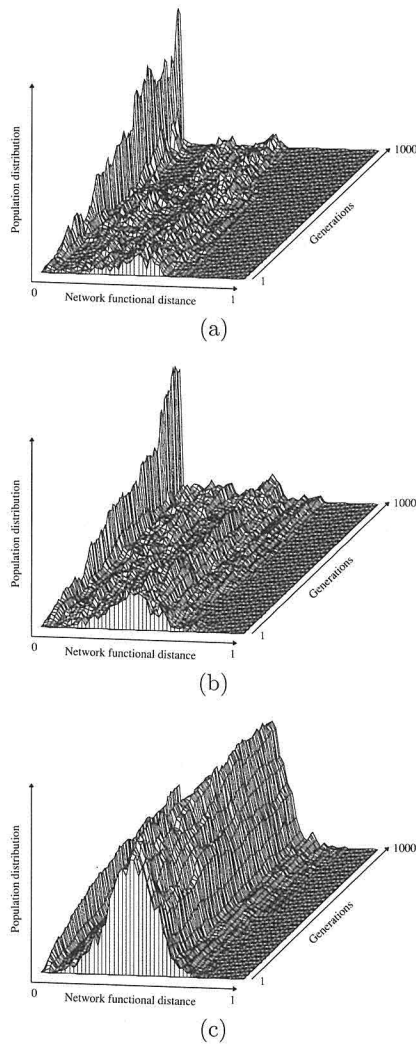 Population distribution
1000
Generations
0
Network functional distance
1
1
(a)
Population distribution
1000
Generations
0
Network functional distance
1
1
(b)
Population distribution
1000
Generations
0
Network functional distance
1
1
(c)